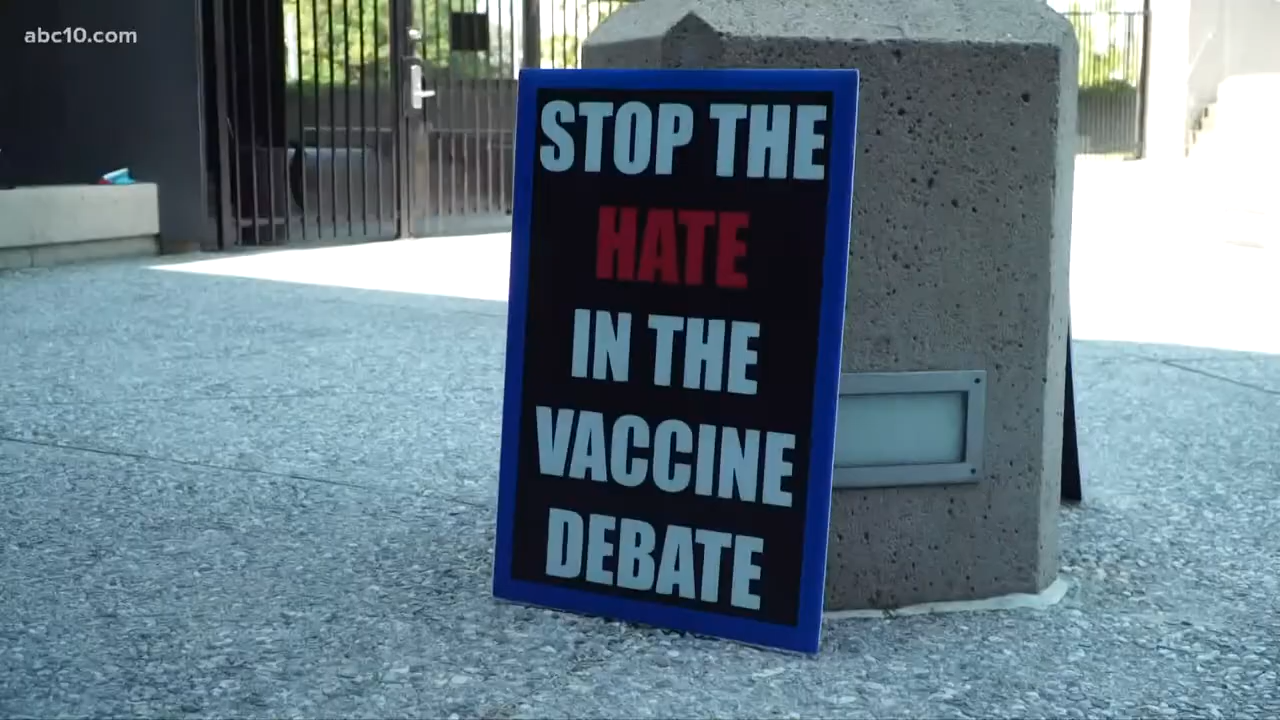 abc10.com
STOP THE
HATE
IN THE
VACCINE
DEBATE